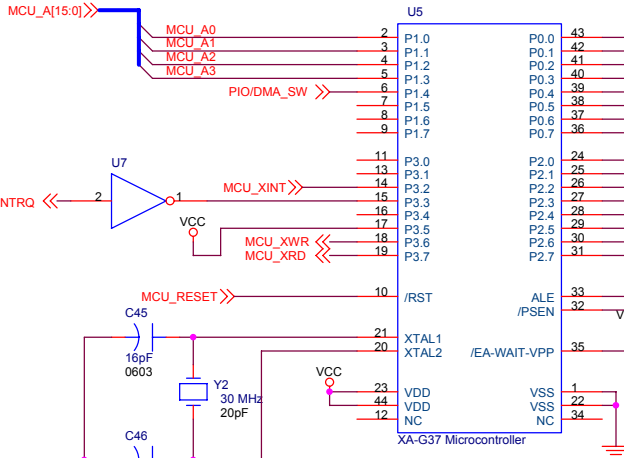 MCU_A[15:0]
U5
MCU_A0 2 P1.0 P0.0 43
MCU_A1 3 P1.1 P0.1 42
MCU_A2 4 P1.2 P0.2 41
MCU_A3 5 P1.3 P0.3 40
PIO/DMA_SW 6 P1.4 P0.4 39
7 P1.5 P0.5 38
8 P1.6 P0.6 37
9 P1.7 P0.7 36
11 P3.0 P2.0 24
U7
13 P3.1 P2.1 25
MCU_XINT 14 P3.2 P2.2 26
NTRQ 2 1 15 P3.3 P2.3 27
16 P3.4 P2.4 28
VCC 17 P3.5 P2.5 29
MCU_XWR 18 P3.6 P2.6 30
MCU_XRD 19 P3.7 P2.7 31
MCU_RESET 10 /RST ALE 33
/PSEN 32
V
C45
21 XTAL1
20 XTAL2 /EA-WAIT-VPP 35
16pF
0603
VCC
Y2
30 MHz
20pF
23 VDD VSS 1
44 VDD VSS 22
12 NC NC 34
C46
XA-G37 Microcontroller